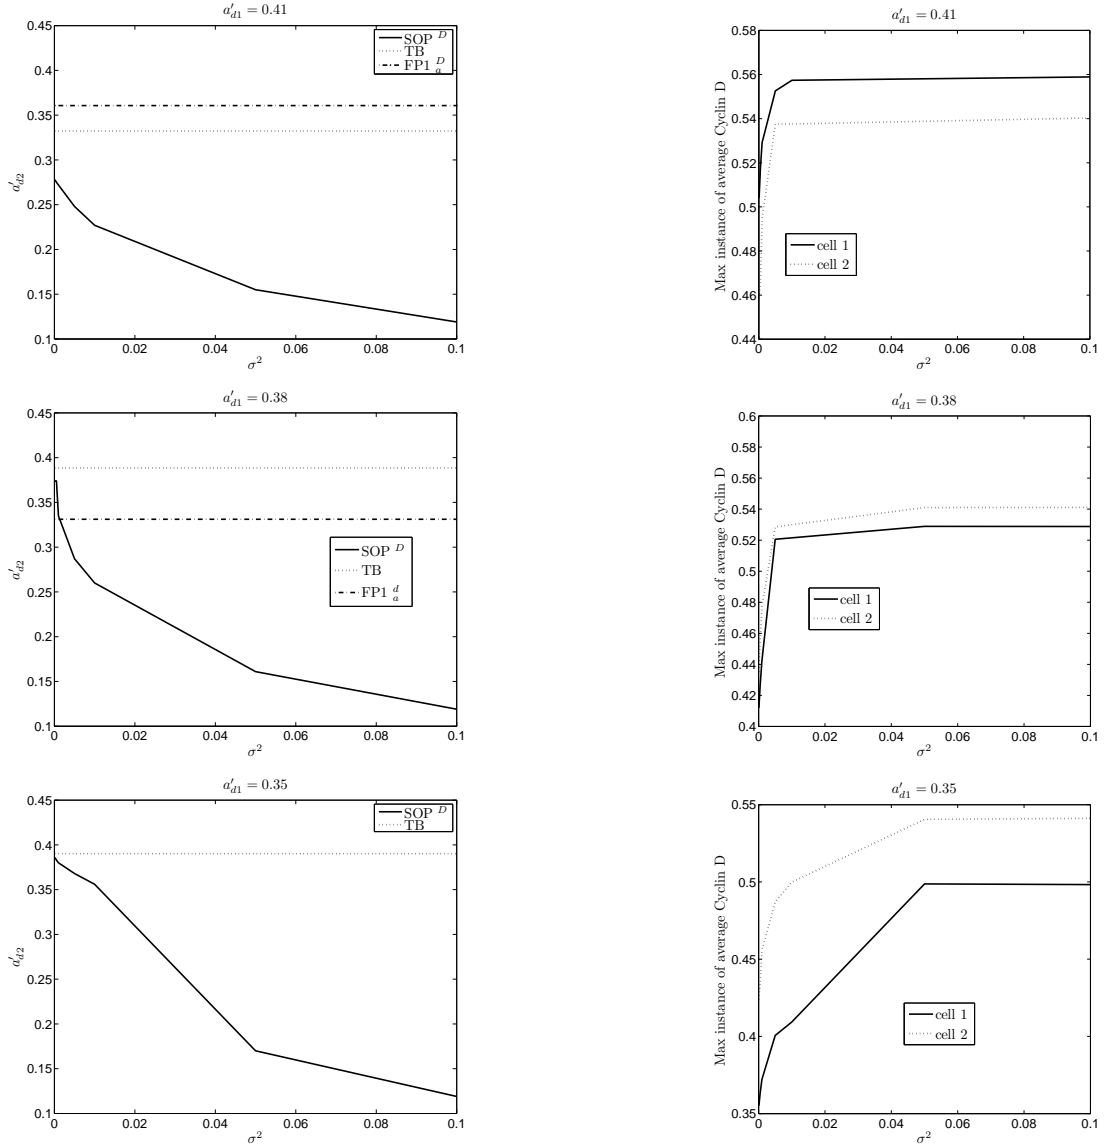 a′d1 = 0.41
0.45
0.4
0.35
0.3
0.25
0.2
0.15
0.1
a′d2
0 0.02 0.04 0.06 0.08 0.1
σ²
SOP D
TB
FP1 D a
a′d1 = 0.41
0.58
0.56
0.54
0.52
0.5
0.48
0.46
0.44
Max instance of average Cyclin D
0 0.02 0.04 0.06 0.08 0.1
σ²
cell 1
cell 2
a′d1 = 0.38
0.45
0.4
0.35
0.3
0.25
0.2
0.15
0.1
a′d2
0 0.02 0.04 0.06 0.08 0.1
σ²
SOP D
TB
FP1 d a
a′d1 = 0.38
0.6
0.58
0.56
0.54
0.52
0.5
0.48
0.46
0.44
0.42
0.4
Max instance of average Cyclin D
0 0.02 0.04 0.06 0.08 0.1
σ²
cell 1
cell 2
a′d1 = 0.35
0.45
0.4
0.35
0.3
0.25
0.2
0.15
0.1
a′d2
0 0.02 0.04 0.06 0.08 0.1
σ²
SOP D
TB
a′d1 = 0.35
0.55
0.5
0.45
0.4
0.35
Max instance of average Cyclin D
0 0.02 0.04 0.06 0.08 0.1
σ²
cell 1
cell 2